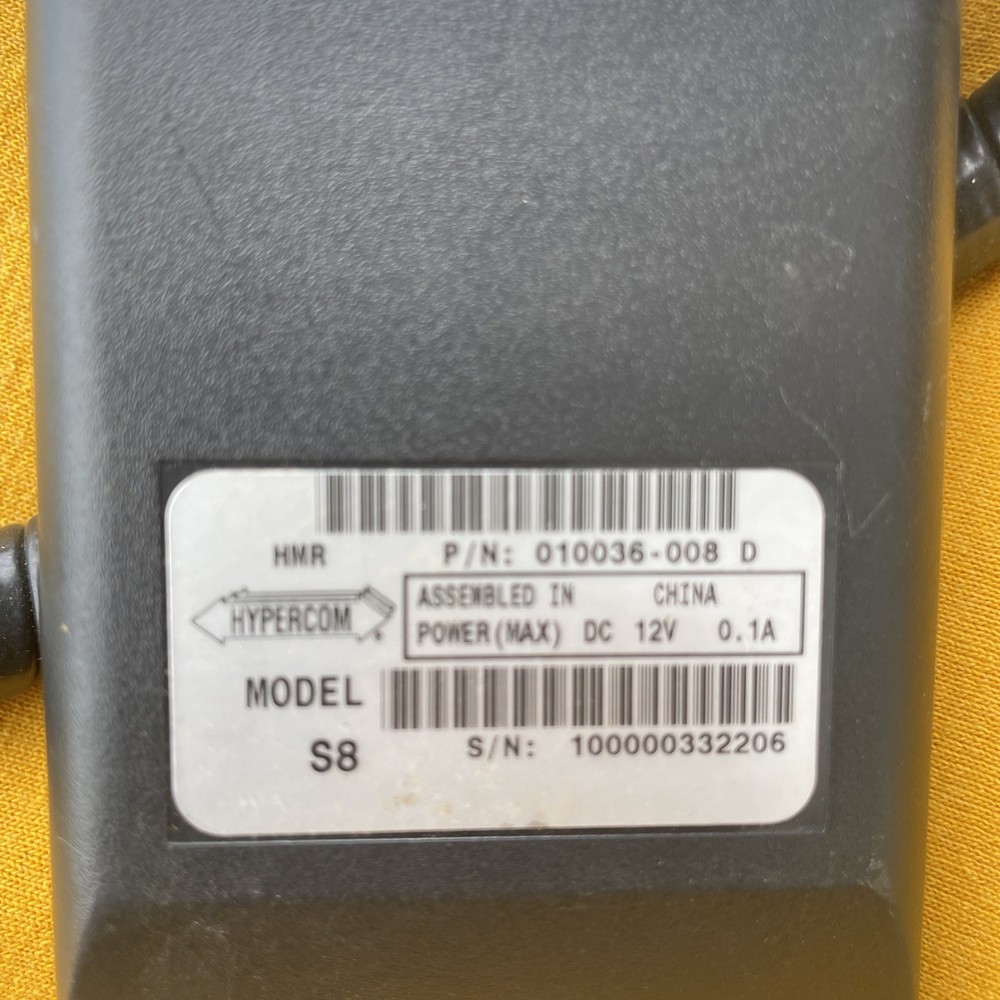 HMR P/N: 010036-008 D
HYPERCOM
ASSEMBLED IN CHINA
POWER(MAX) DC 12V 0.1A
MODEL
S8
S/N: 100000332206